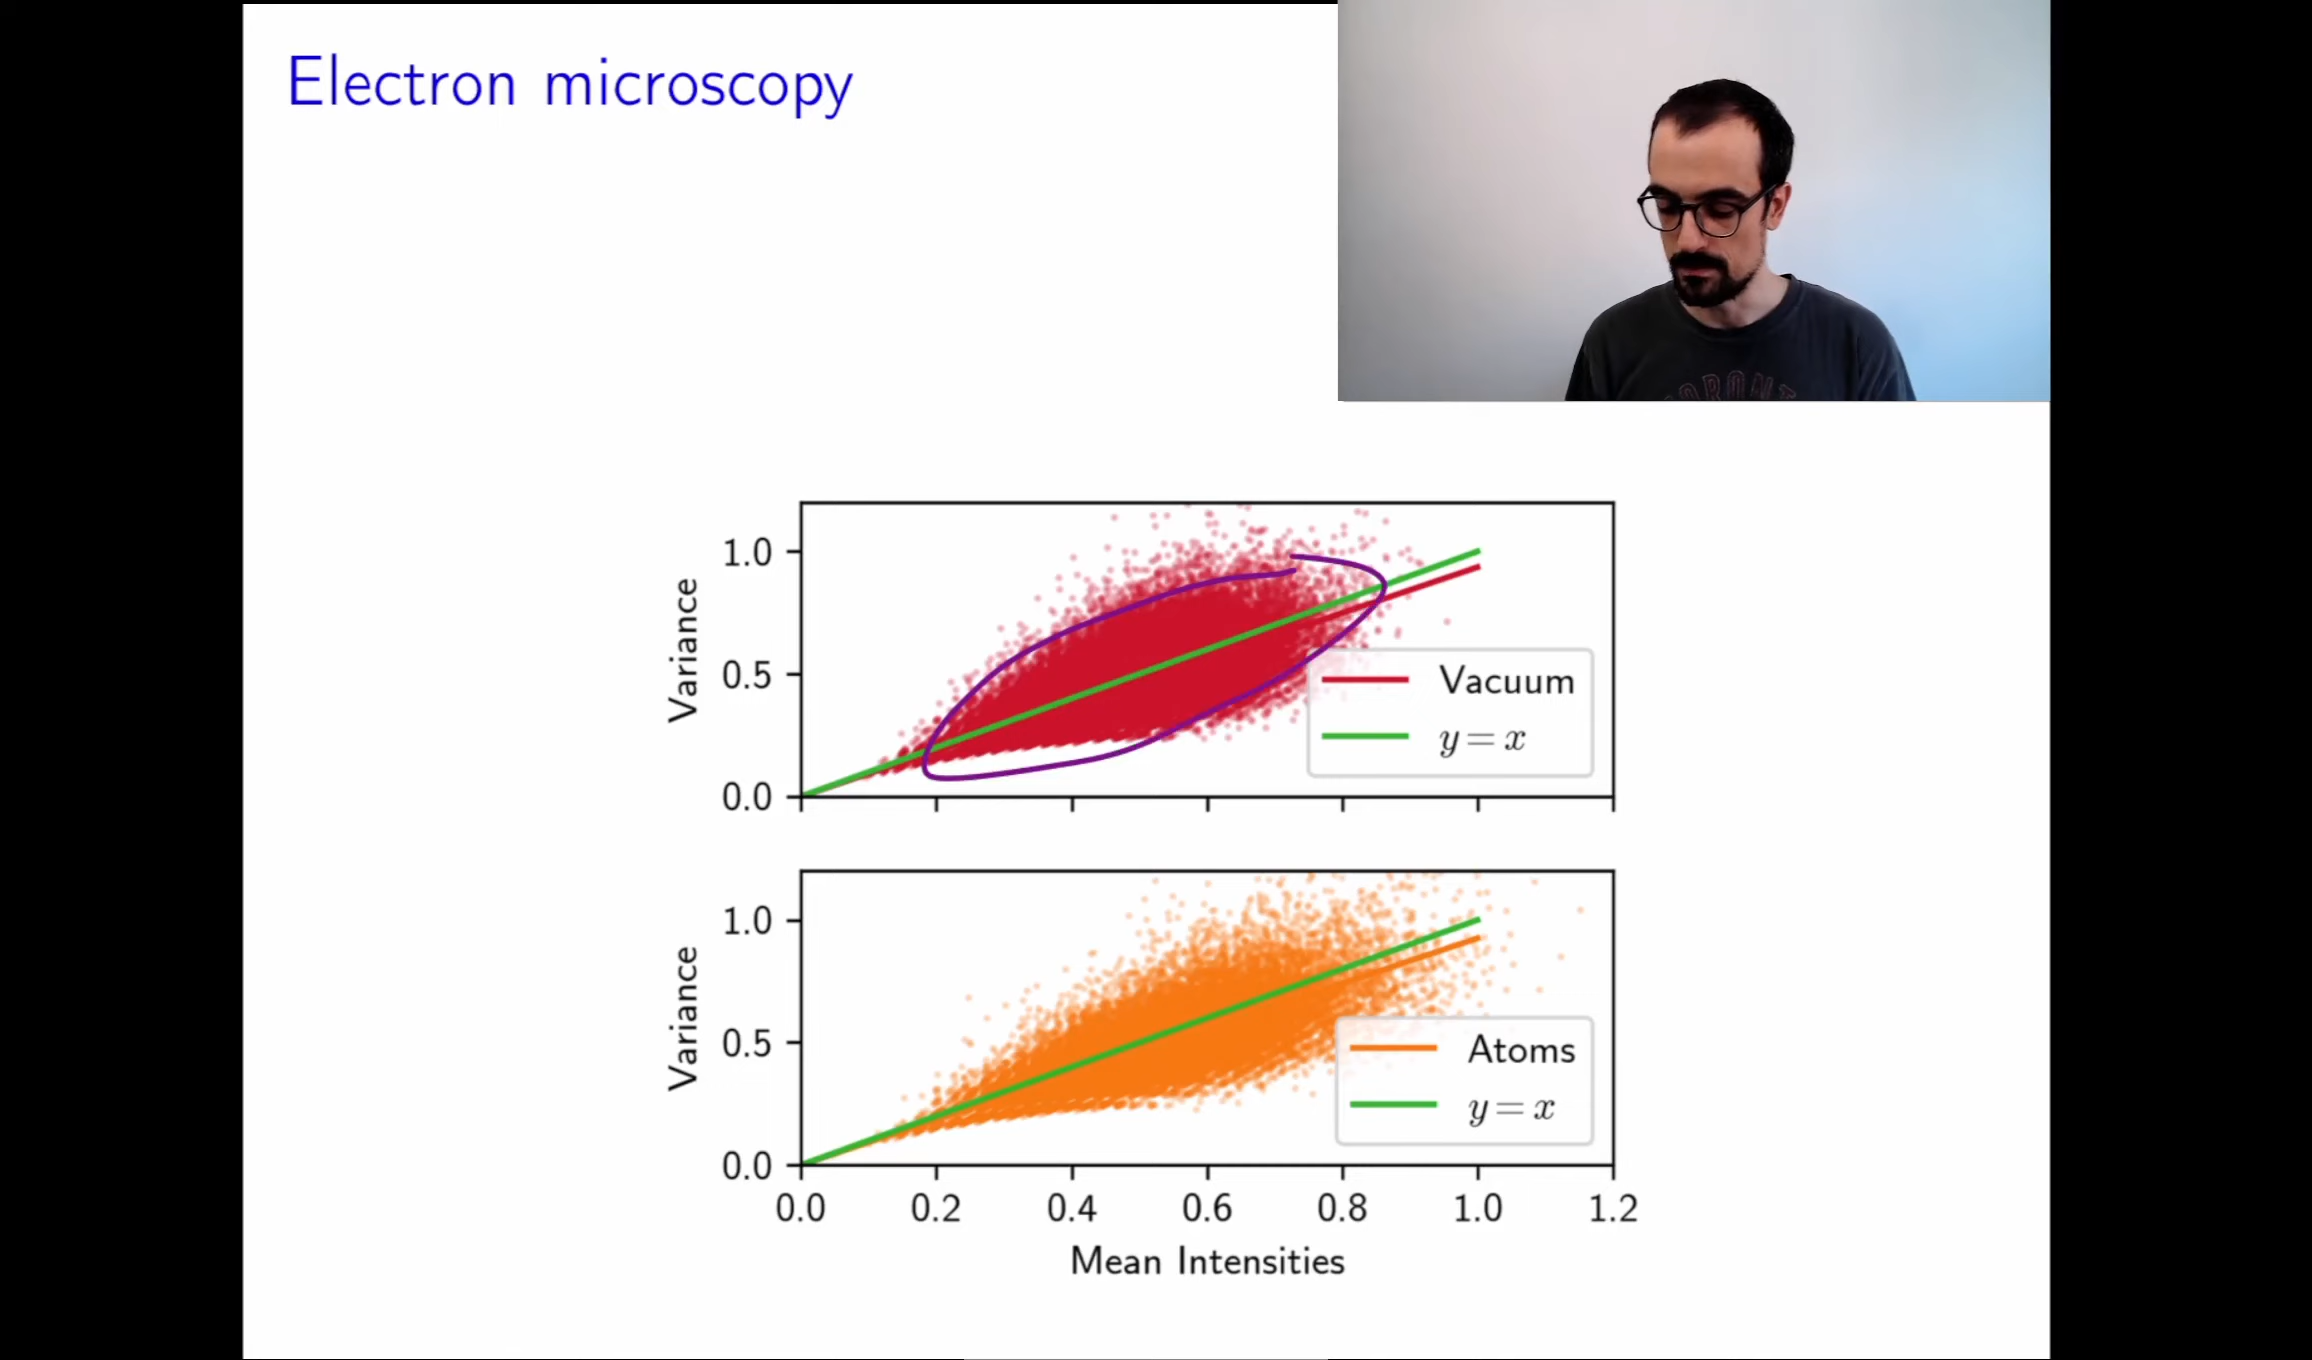 Electron microscopy
1.0
0.5
0.0
Variance
Vacuum
y = x
1.0
0.5
0.0
Variance
Atoms
y = x
0.0 0.2 0.4 0.6 0.8 1.0 1.2
Mean Intensities